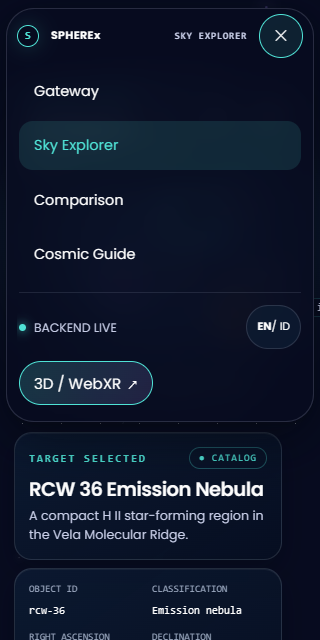 S SPHEREx SKY EXPLORER
Gateway
Sky Explorer
Comparison
Cosmic Guide
BACKEND LIVE EN/ ID
3D / WebXR ↗
TARGET SELECTED CATALOG
RCW 36 Emission Nebula
A compact H II star-forming region in
the Vela Molecular Ridge.
OBJECT ID CLASSIFICATION
rcw-36 Emission nebula
RIGHT ASCENSION DECLINATION